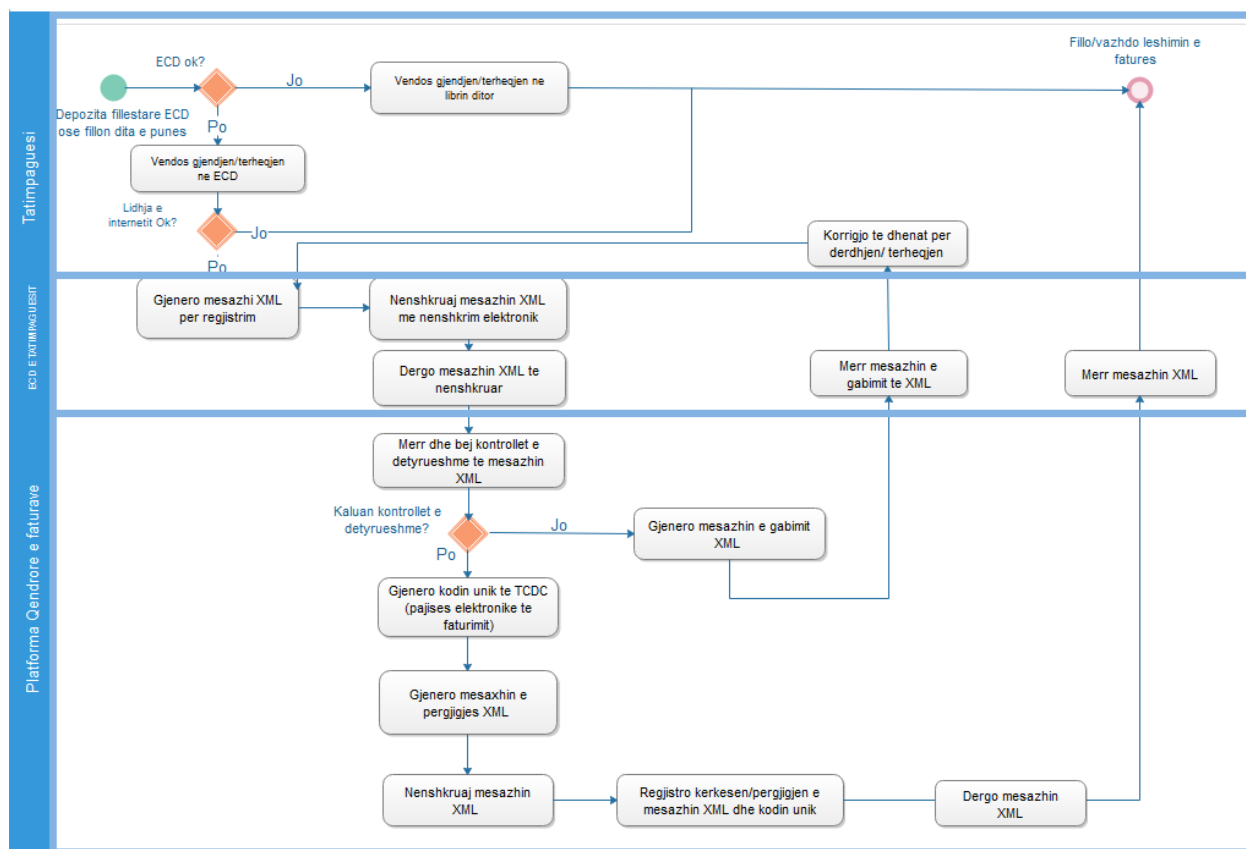 Tatimpaguesi
ECD ok?
Jo
Vendos gjendjen/terheqjen ne
librin ditor
Fillo/vazhdo leshimin e
fatures
Depozita fillestare ECD
ose fillon dita e punes
Po
Vendos gjendjen/terheqjen
ne ECD
Lidhja e
internetit Ok?
Jo
Po
Korrigjo te dhenat per
derdhjen/ terheqjen
ECD E TATIMPAGUESIT
Gjenero mesazhi XML
per regjistrim
Nenshkruaj mesazhin XML
me nenshkrim elektronik
Dergo mesazhin XML te
nenshkruar
Merr mesazhin e
gabimit te XML
Merr mesazhin XML
Platforma Qendrore e faturave
Merr dhe bej kontrollet e
detyrueshme te mesazhin
XML
Kaluan kontrollet e
detyrueshme?
Jo
Po
Gjenero mesazhin e gabimit
XML
Gjenero kodin unik te TCDC
(pajises elektronike te
faturimit)
Gjenero mesaxhin e
pergjigjes XML
Nenshkruaj mesazhin
XML
Regjistro kerkesen/pergjigjen e
mesazhin XML dhe kodin unik
Dergo mesazhin
XML